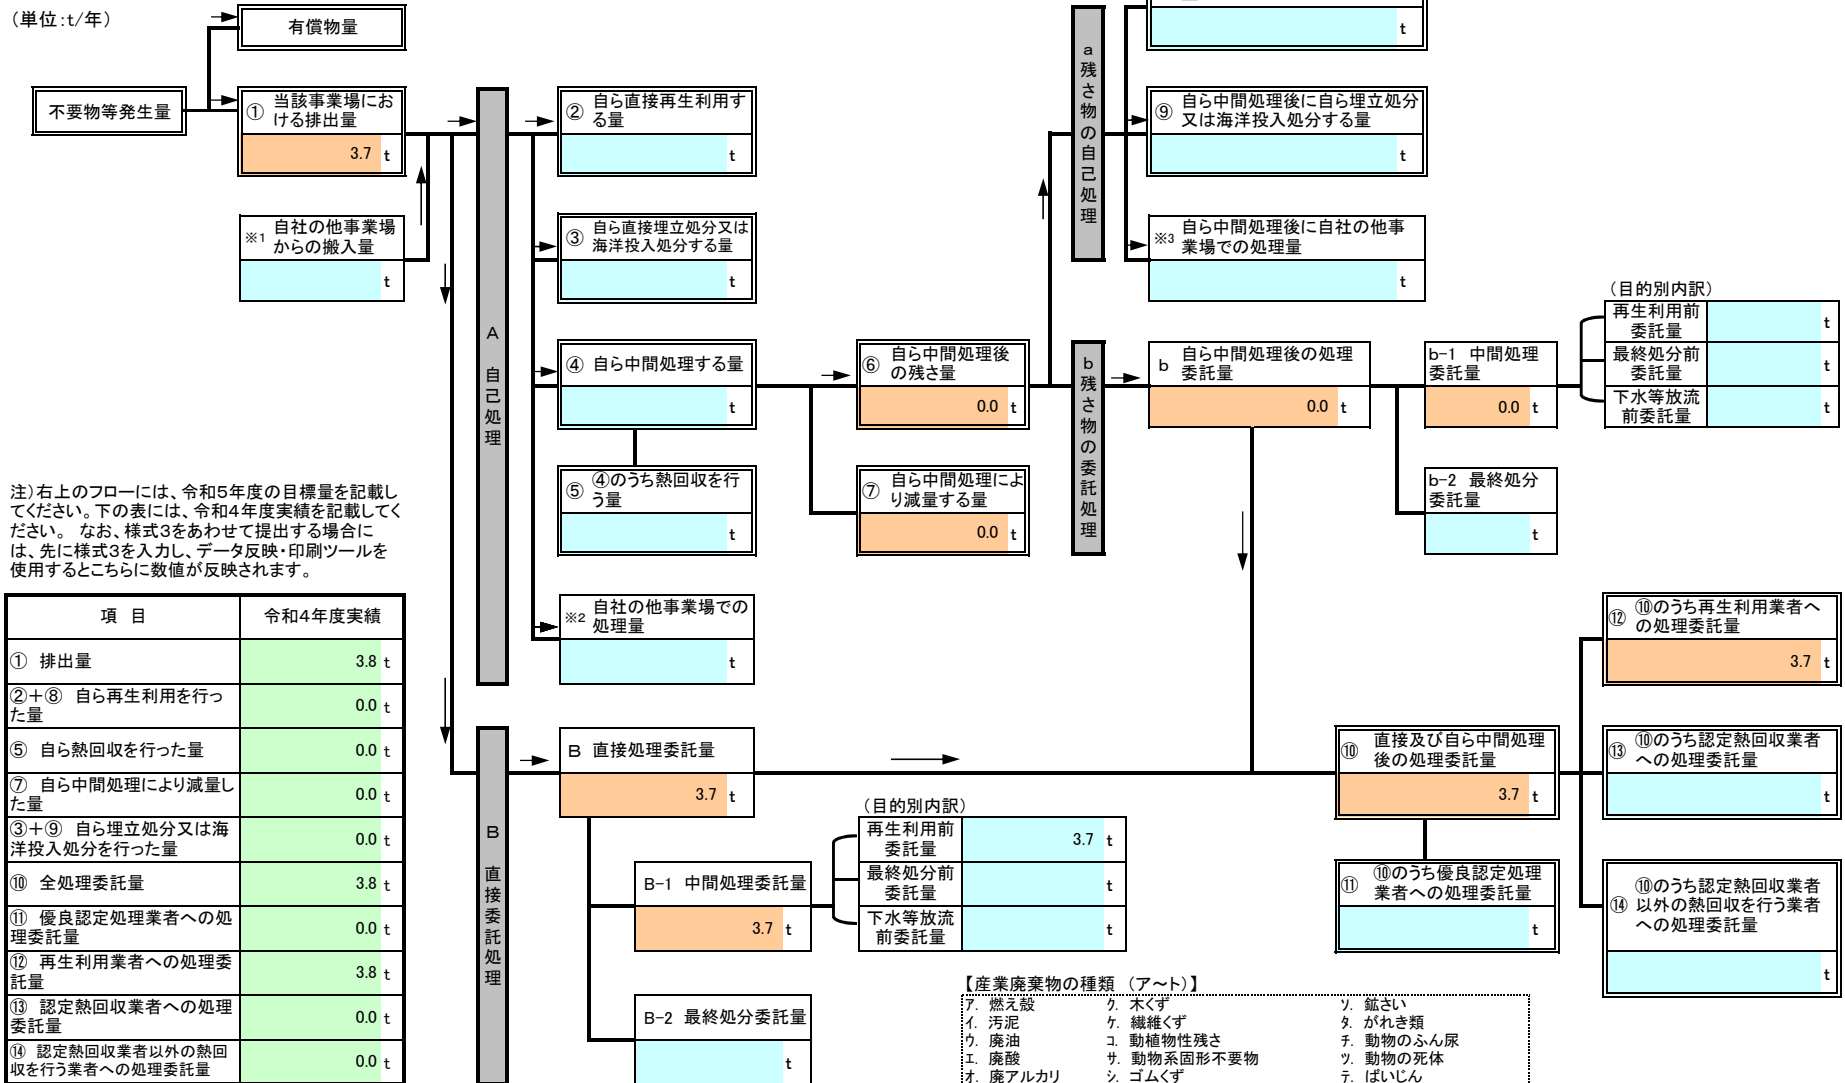 （単位:t/年）
有償物量
不要物等発生量
① 当該事業場にお
ける排出量
3.7 t
※1 自社の他事業場
からの搬入量
t
A 自己処理
② 自ら直接再生利用す
る量
t
③ 自ら直接埋立処分又は
海洋投入処分する量
t
④ 自ら中間処理する量
t
⑤ ④のうち熱回収を行
う量
t
※2 自社の他事業場での
処理量
t
⑥ 自ら中間処理後
の残さ量
0.0 t
⑦ 自ら中間処理によ
り減量する量
0.0 t
a 残さ物の自己処理
t
⑨ 自ら中間処理後に自ら埋立処分
又は海洋投入処分する量
t
※3 自ら中間処理後に自社の他事
業場での処理量
t
b 残さ物の委託処理
b 自ら中間処理後の処理
委託量
0.0 t
b-1 中間処理
委託量
0.0 t
b-2 最終処分
委託量
t
（目的別内訳）
再生利用前
委託量
t
最終処分前
委託量
t
下水等放流
前委託量
t
注）右上のフローには、令和5年度の目標量を記載し
てください。下の表には、令和4年度実績を記載してく
ださい。 なお、様式3をあわせて提出する場合に
は、先に様式3を入力し、データ反映・印刷ツールを
使用するとこちらに数値が反映されます。
項 目 令和4年度実績
① 排出量 3.8 t
②＋⑧ 自ら再生利用を行っ
た量 0.0 t
⑤ 自ら熱回収を行った量 0.0 t
⑦ 自ら中間処理により減量し
た量 0.0 t
③＋⑨ 自ら埋立処分又は海
洋投入処分を行った量 0.0 t
⑩ 全処理委託量 3.8 t
⑪ 優良認定処理業者への処
理委託量 0.0 t
⑫ 再生利用業者への処理委
託量 3.8 t
⑬ 認定熱回収業者への処理
委託量 0.0 t
⑭ 認定熱回収業者以外の熱回
収を行う業者への処理委託量 0.0 t
B 直接委託処理
B 直接処理委託量
3.7 t
B-1 中間処理委託量
3.7 t
B-2 最終処分委託量
t
（目的別内訳）
再生利用前
委託量
3.7 t
最終処分前
委託量
t
下水等放流
前委託量
t
⑩ 直接及び自ら中間処理
後の処理委託量
3.7 t
⑪ ⑩のうち優良認定処理
業者への処理委託量
t
⑫ ⑩のうち再生利用業者へ
の処理委託量
3.7 t
⑬ ⑩のうち認定熱回収業者
への処理委託量
t
⑭ ⑩のうち認定熱回収業者
以外の熱回収を行う業者
への処理委託量
t
【産業廃棄物の種類 （ア～ト）】
ア. 燃え殻 ク. 木くず ソ. 鉱さい
イ. 汚泥 ケ. 繊維くず タ. がれき類
ウ. 廃油 コ. 動植物性残さ チ. 動物のふん尿
エ. 廃酸 サ. 動物系固形不要物 ツ. 動物の死体
オ. 廃アルカリ シ. ゴムくず テ. ばいじん